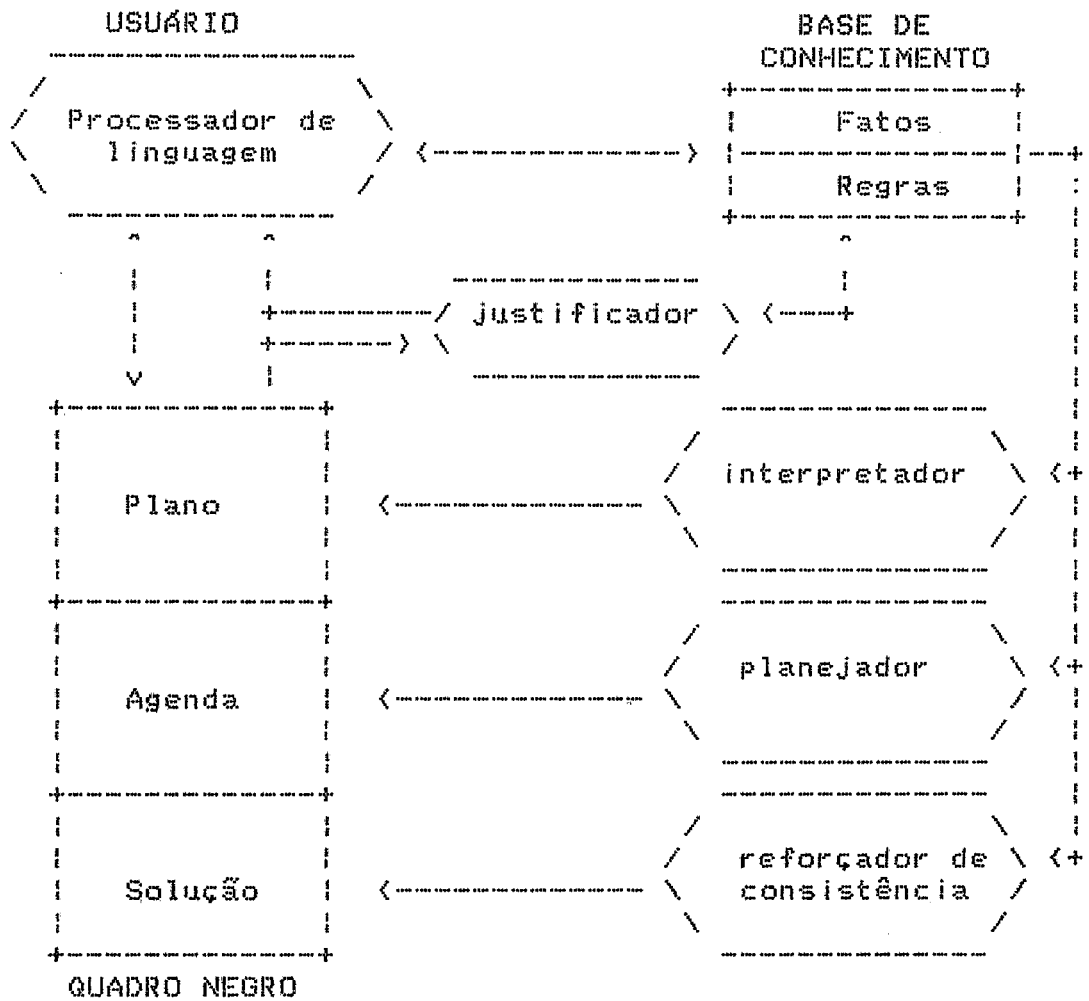 USUÁRIO
BASE DE
CONHECIMENTO
Processador de
linguagem
Fatos
Regras
justificador
Plano
interpretador
Agenda
planejador
Solução
reforçador de
consistência
QUADRO NEGRO